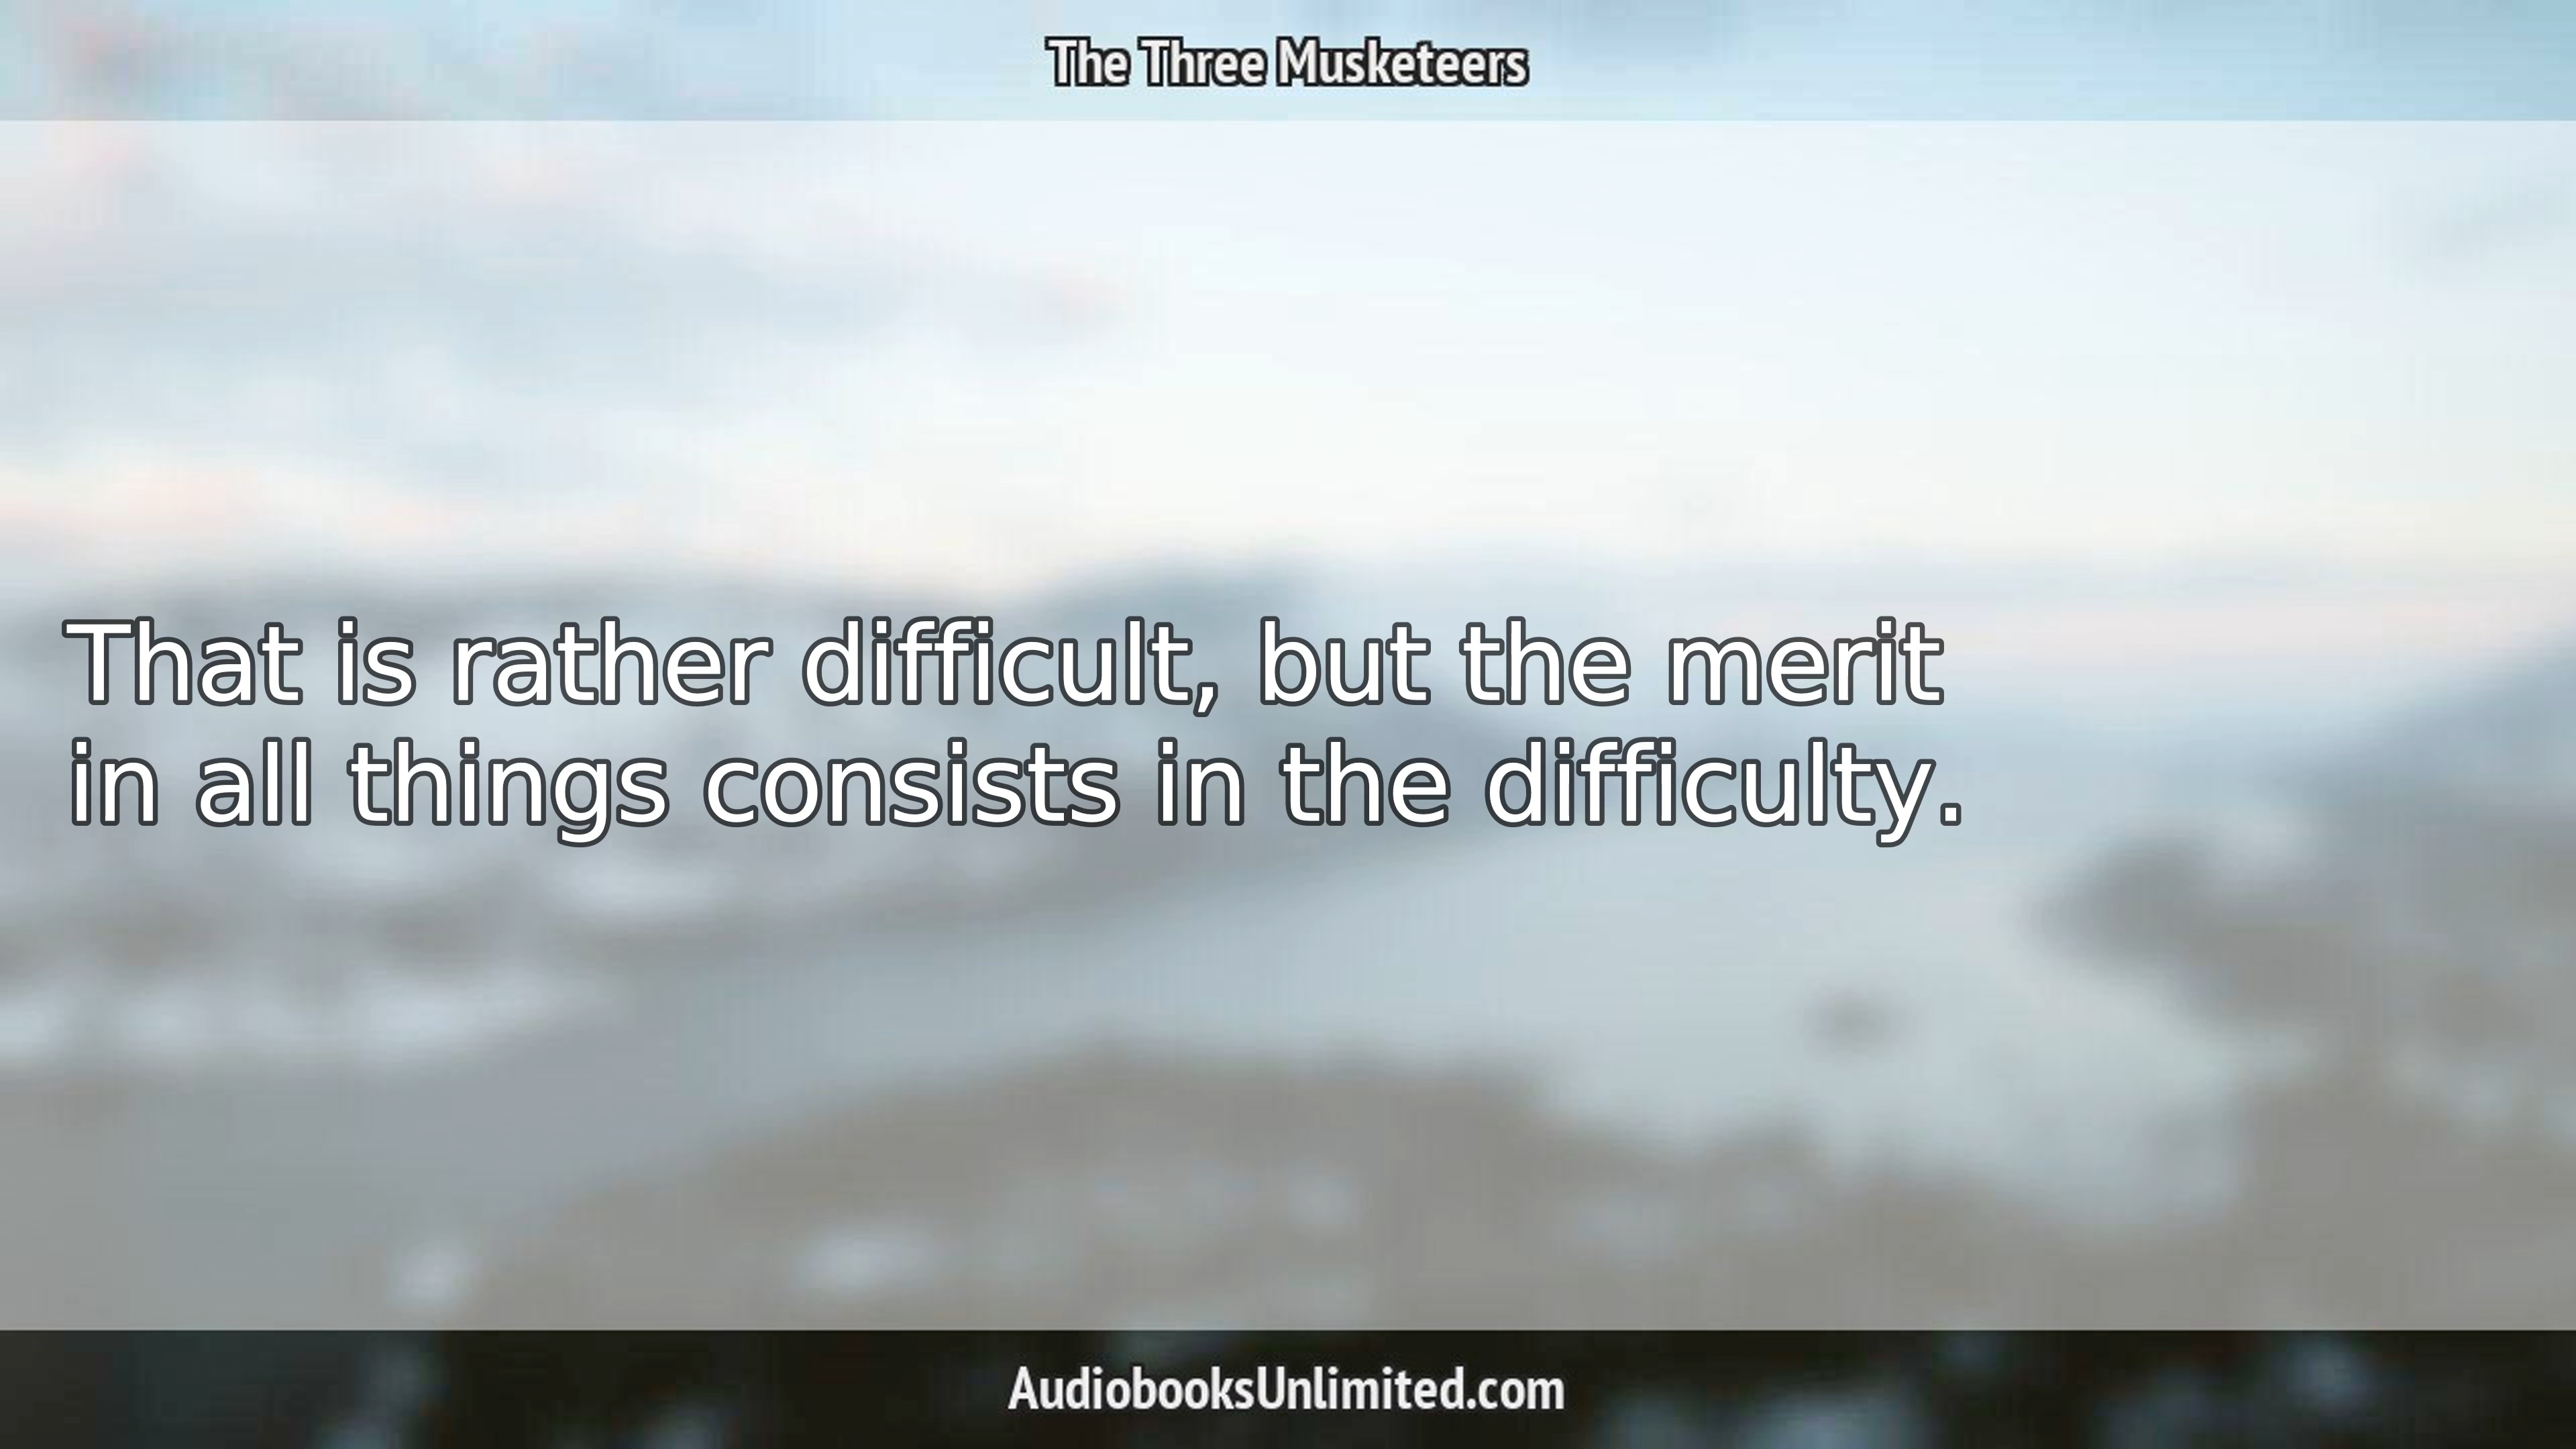 The Three Musketeers
That is rather difficult, but the merit
in all things consists in the difficulty.
AudiobooksUnlimited.com